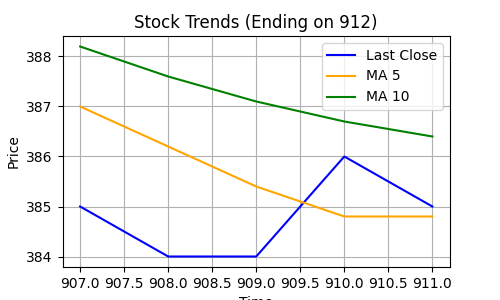 Stock Trends (Ending on 912)
Last Close
MA 5
MA 10
Price
388
387
386
385
384
907.0 907.5 908.0 908.5 909.0 909.5 910.0 910.5 911.0
Time